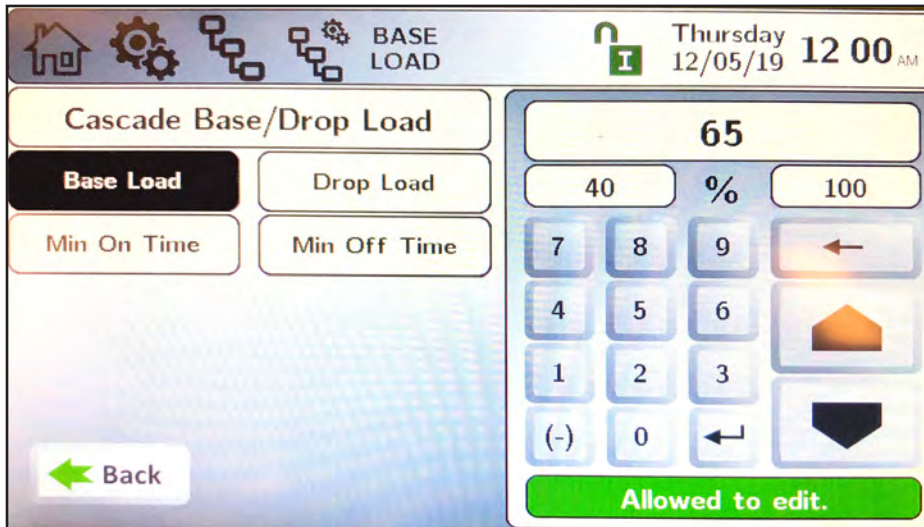 BASE
LOAD
Thursday
12/05/19
12 00 AM
Cascade Base/Drop Load
Base Load
Drop Load
Min On Time
Min Off Time
Back
65
40 % 100
7 8 9 ←
4 5 6
1 2 3
(-) 0 ↵
Allowed to edit.
I